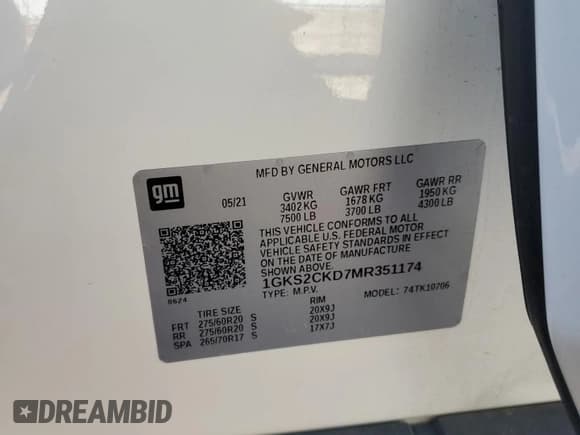 MFD BY GENERAL MOTORS LLC
gm
05/21
GVWR
3402 KG
7500 LB
GAWR FRT
1678 KG
3700 LB
GAWR RR
1950 KG
4300 LB
THIS VEHICLE CONFORMS TO ALL
APPLICABLE U.S. FEDERAL MOTOR
VEHICLE SAFETY STANDARDS IN EFFECT
ON THE DATE OF MANUFACTURE
SHOWN ABOVE.
1GKS2CKD7MR351174
TYPE: M.P.V. MODEL: 74TK10706
0624
TIRE SIZE RIM
FRT 275/60R20 S 20X9J
RR 275/60R20 S 20X9J
SPA 265/70R17 S 17X7J
DREAMBID